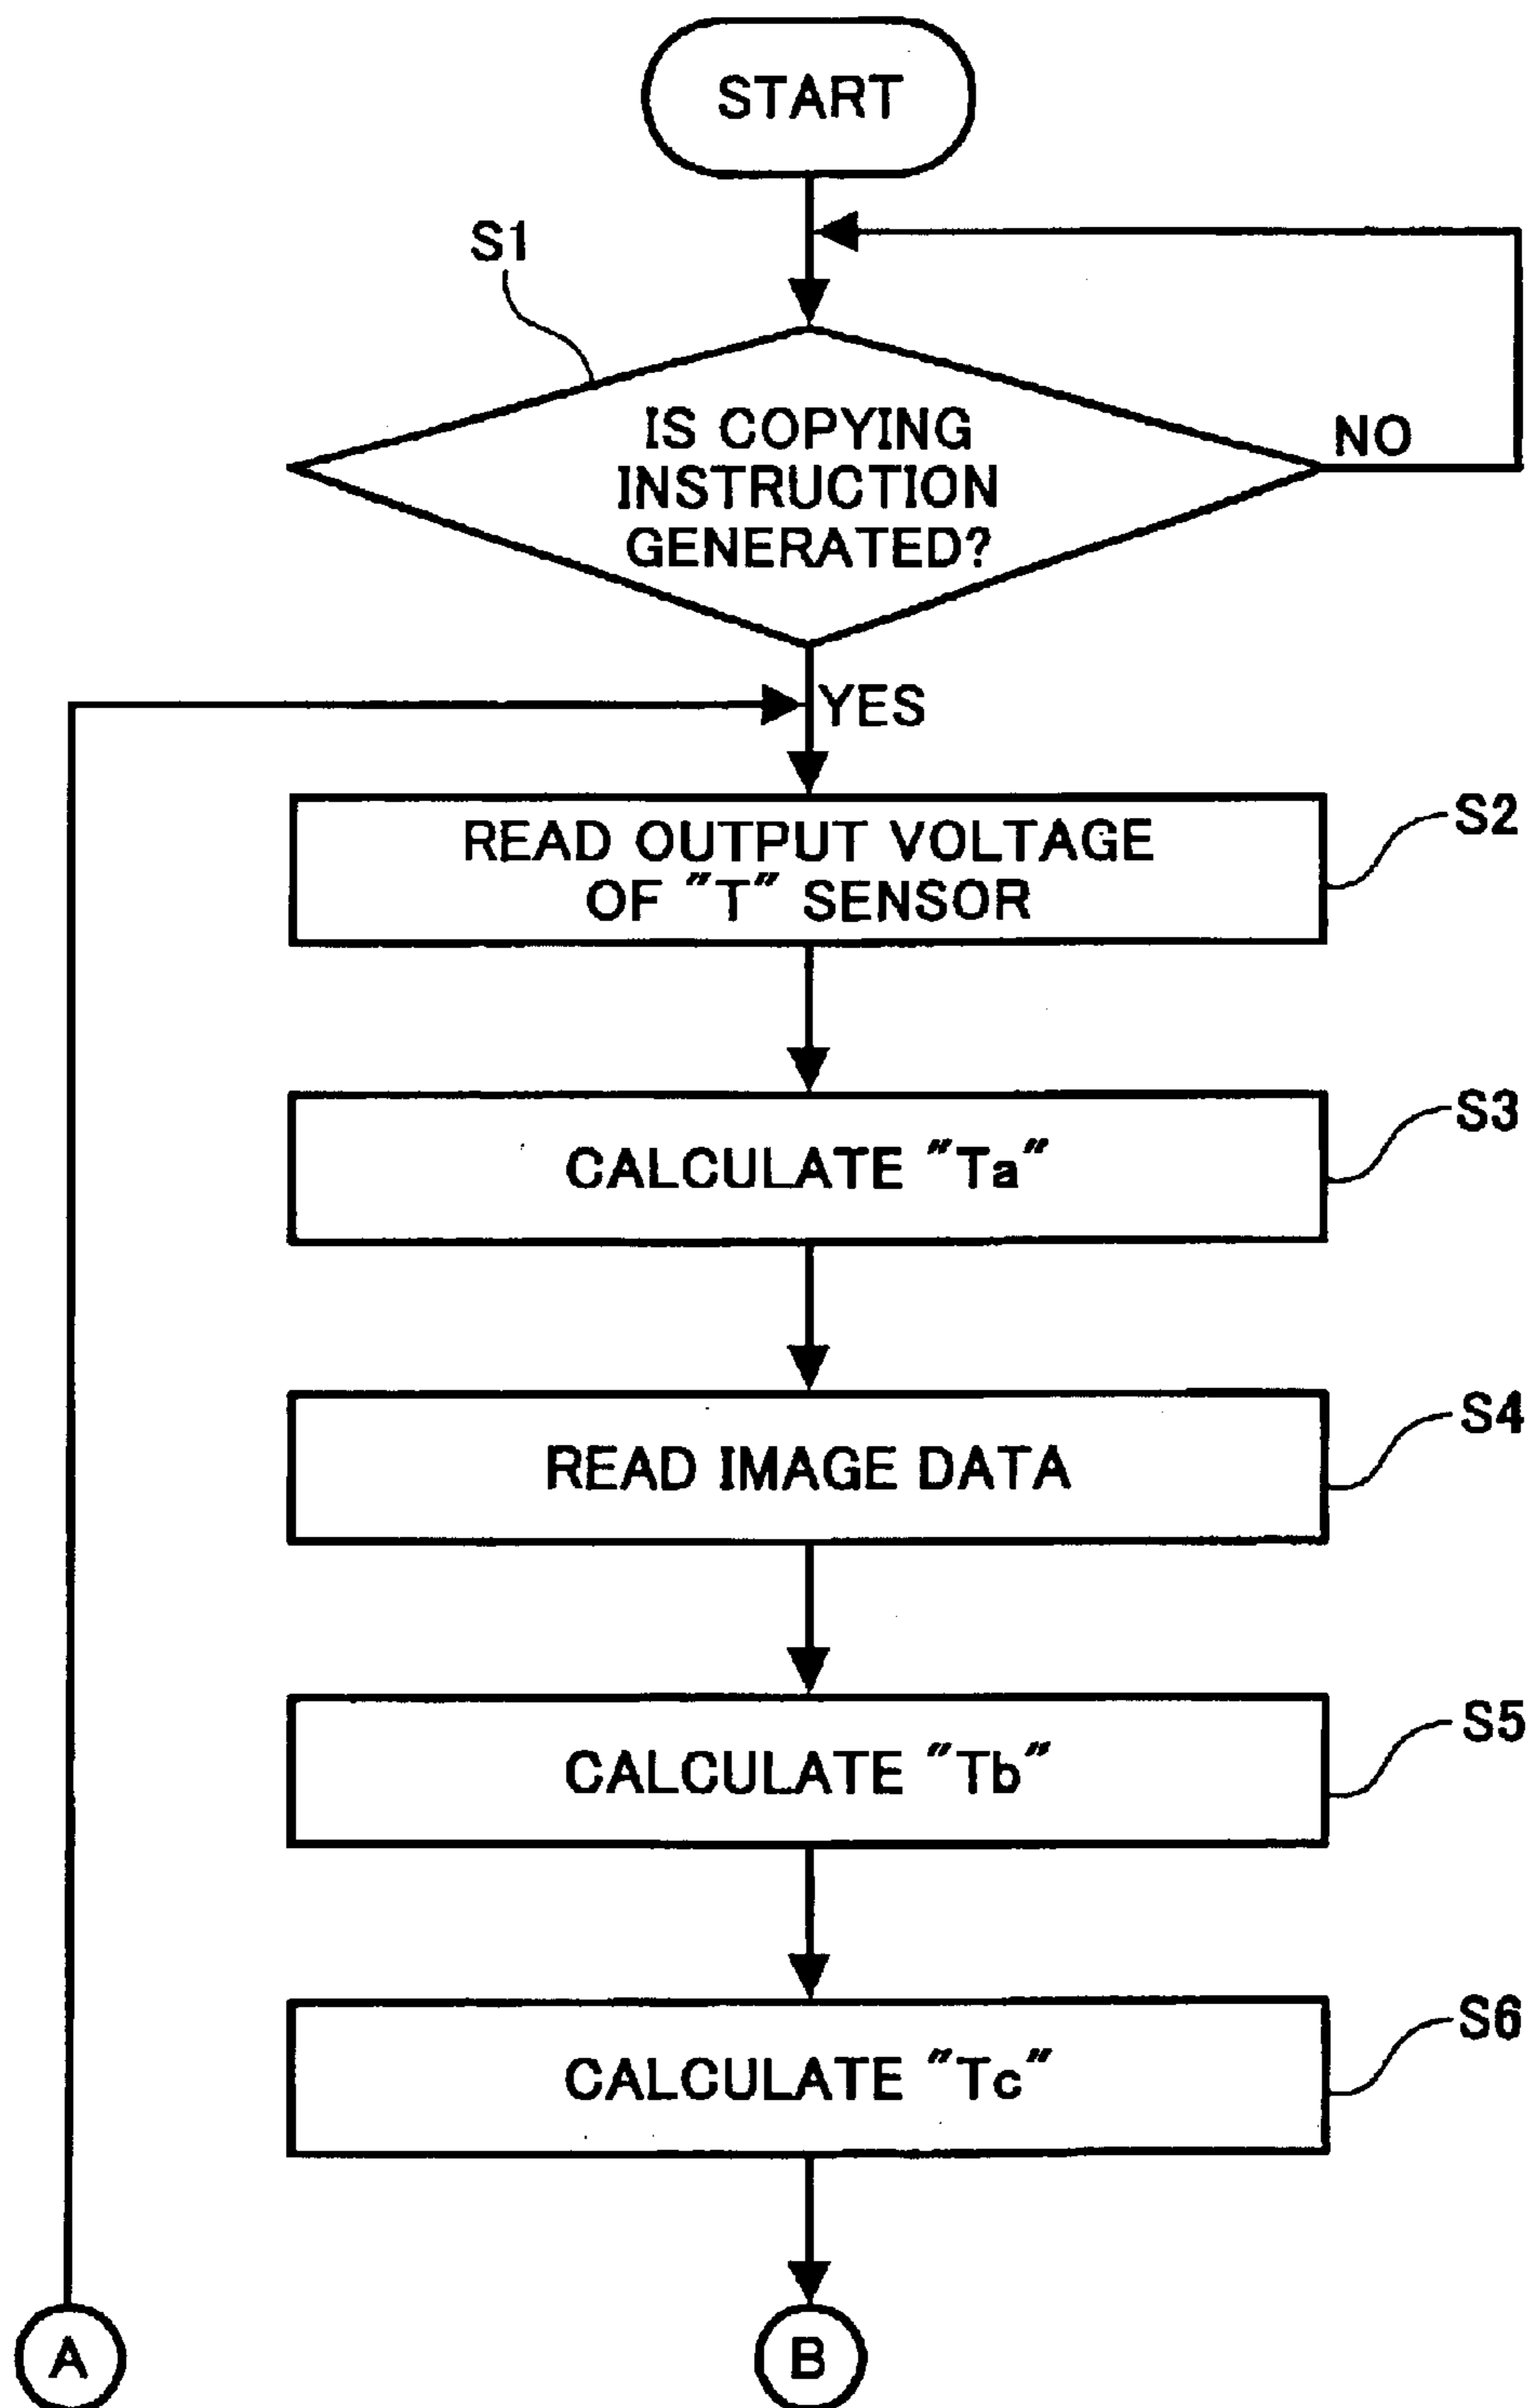 START
S1
IS COPYING
INSTRUCTION
GENERATED?
NO
YES
S2
READ OUTPUT VOLTAGE
OF "T" SENSOR
S3
CALCULATE "Ta"
S4
READ IMAGE DATA
S5
CALCULATE "Tb"
S6
CALCULATE "Tc"
A
B